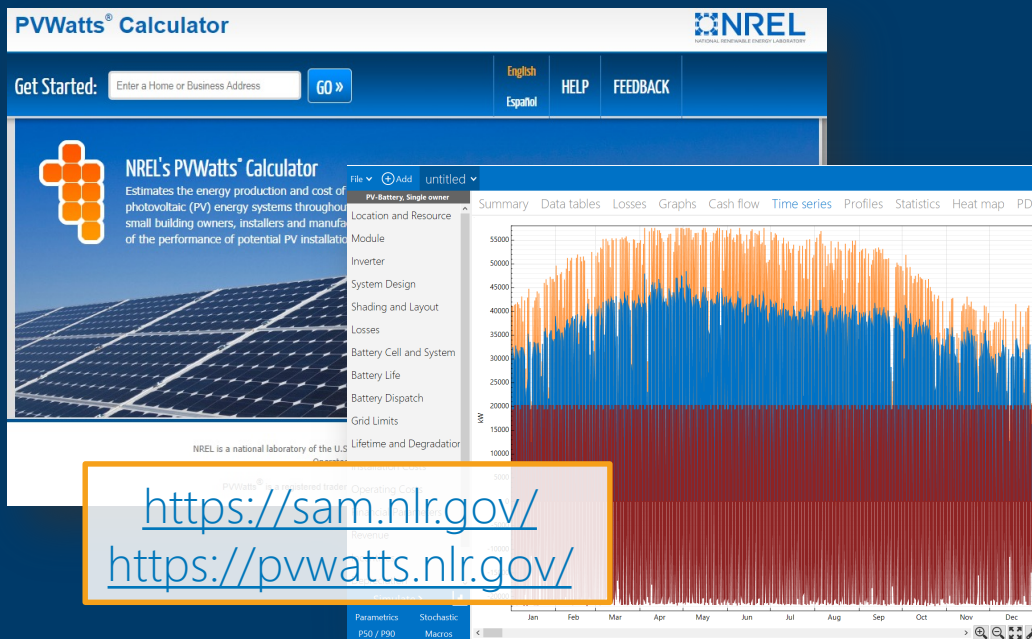 PVWatts® Calculator
NREL
NATIONAL RENEWABLE ENERGY LABORATORY
Get Started:
Enter a Home or Business Address
GO »
English
Español
HELP
FEEDBACK
NREL's PVWatts® Calculator
Estimates the energy production and cost of
photovoltaic (PV) energy systems throughou
small building owners, installers and manufa
of the performance of potential PV installatio
NREL is a national laboratory of the U.S
PVWatts® is a registered trader
File
Add
untitled
PV-Battery, Single owner
Location and Resource
Module
Inverter
System Design
Shading and Layout
Losses
Battery Cell and System
Battery Life
Battery Dispatch
Grid Limits
Lifetime and Degradation
Operating Costs
Revenue
Parametrics Stochastic
P50 / P90 Macros
Summary Data tables Losses Graphs Cash flow Time series Profiles Statistics Heat map PD
55000
50000
45000
40000
35000
30000
25000
20000
15000
10000
5000
kW
Jan Feb Mar Apr May Jun Jul Aug Sep Oct Nov Dec
https://sam.nlr.gov/
https://pvwatts.nlr.gov/